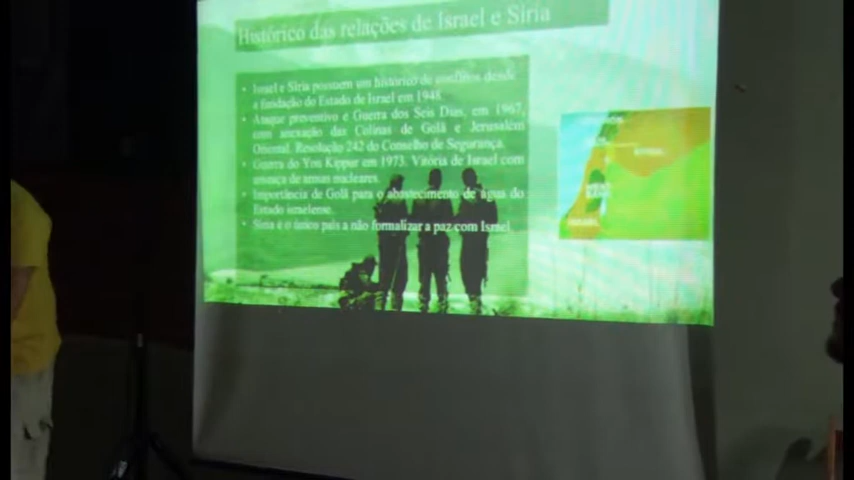 Histórico das relações de Israel e Síria
• Israel e Síria possuem um histórico de conflitos desde
a fundação do Estado de Israel em 1948.
• Ataque preventivo e Guerra dos Seis Dias, em 1967,
com anexação das Colinas de Golã e Jerusalém
Oriental. Resolução 242 do Conselho de Segurança.
• Guerra do Yom Kippur em 1973. Vitória de Israel com
ameaça de armas nucleares.
• Importância de Golã para o abastecimento de água do
Estado israelense.
• Síria é o único país a não formalizar a paz com Israel